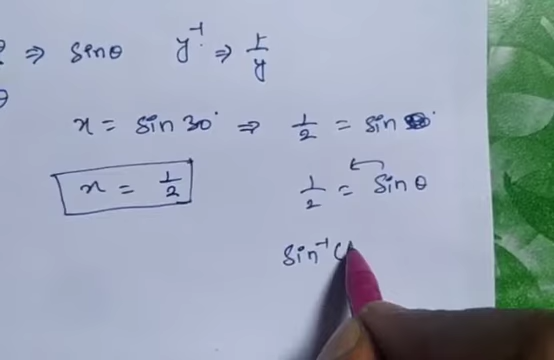 ⇒ sinθ   y⁻¹ ⇒ 1/y
θ
x = sin 30° ⇒ 1/2 = sin
x = 1/2   1/2 = sinθ
sin⁻¹(